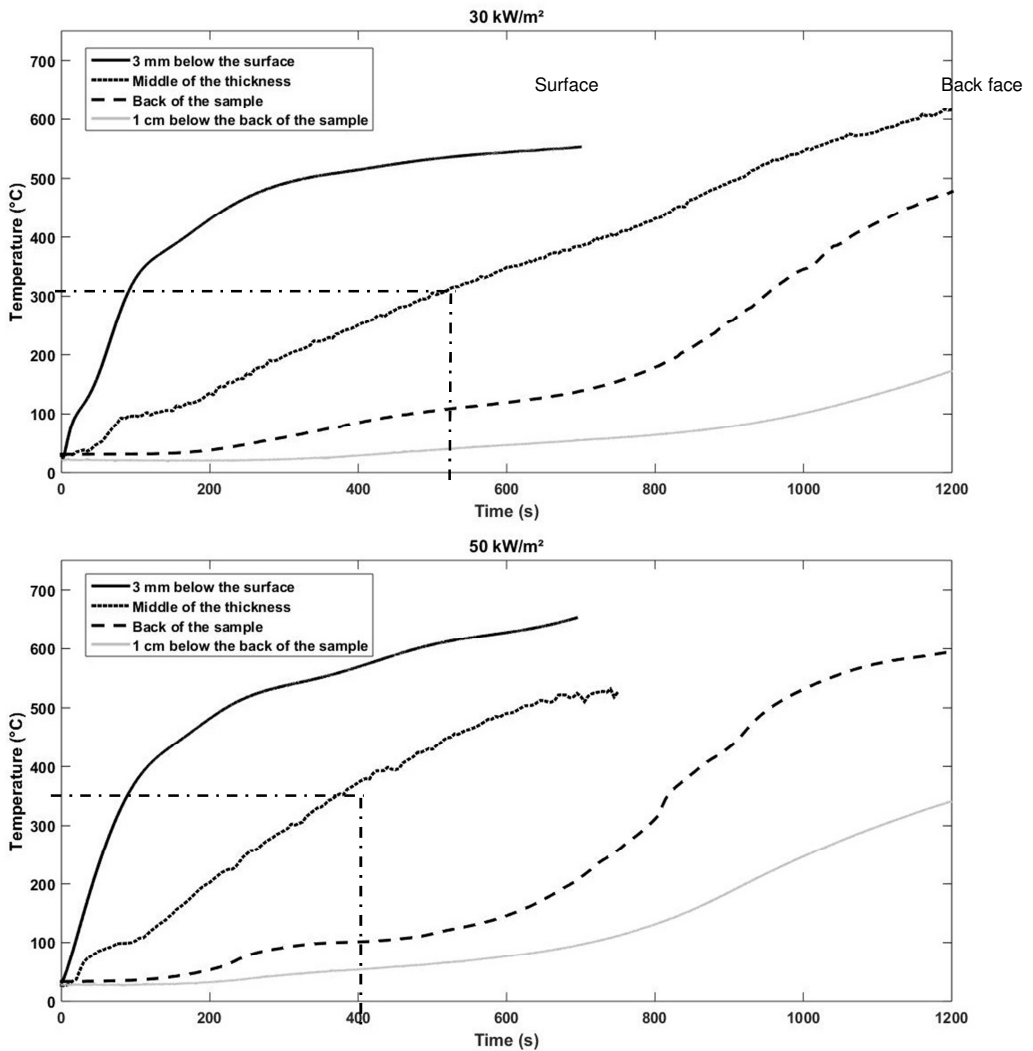 30 kW/m²
700
600
500
400
300
200
100
0
Temperature (°C)
3 mm below the surface
Middle of the thickness
Back of the sample
1 cm below the back of the sample
Surface
Back face
0
200
400
600
800
1000
1200
Time (s)
50 kW/m²
700
600
500
400
300
200
100
0
Temperature (°C)
3 mm below the surface
Middle of the thickness
Back of the sample
1 cm below the back of the sample
0
200
400
600
800
1000
1200
Time (s)